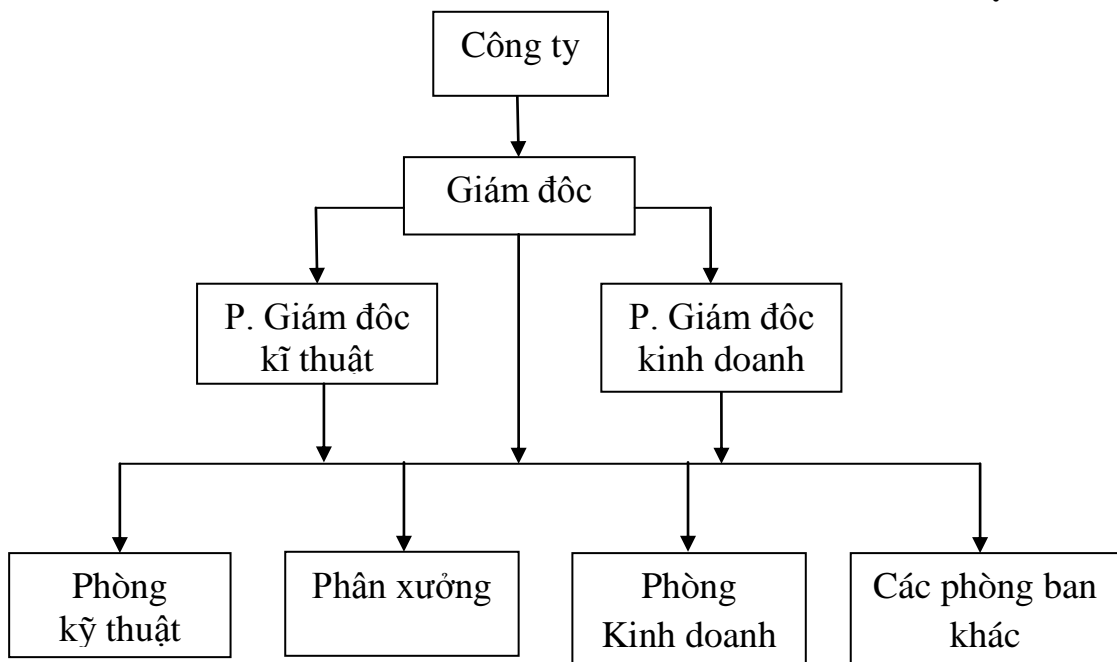 Công ty
Giám đôc
P. Giám đôc
kĩ thuật
P. Giám đôc
kinh doanh
Phòng
kỹ thuật
Phân xưởng
Phòng
Kinh doanh
Các phòng ban
khác